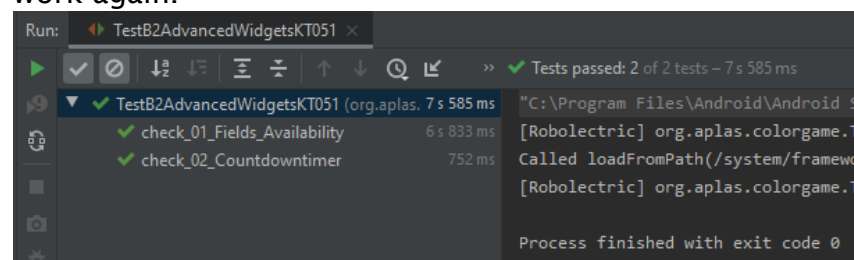 work again.
Run: TestB2AdvancedWidgetsKT051
» Tests passed: 2 of 2 tests – 7 s 585 ms
TestB2AdvancedWidgetsKT051 (org.aplas. 7 s 585 ms
check_01_Fields_Availability 6 s 833 ms
check_02_Countdowntimer 752 ms
"C:\Program Files\Android\Android S
[Robolectric] org.aplas.colorgame.T
Called loadFromPath(/system/framewo
[Robolectric] org.aplas.colorgame.T
Process finished with exit code 0